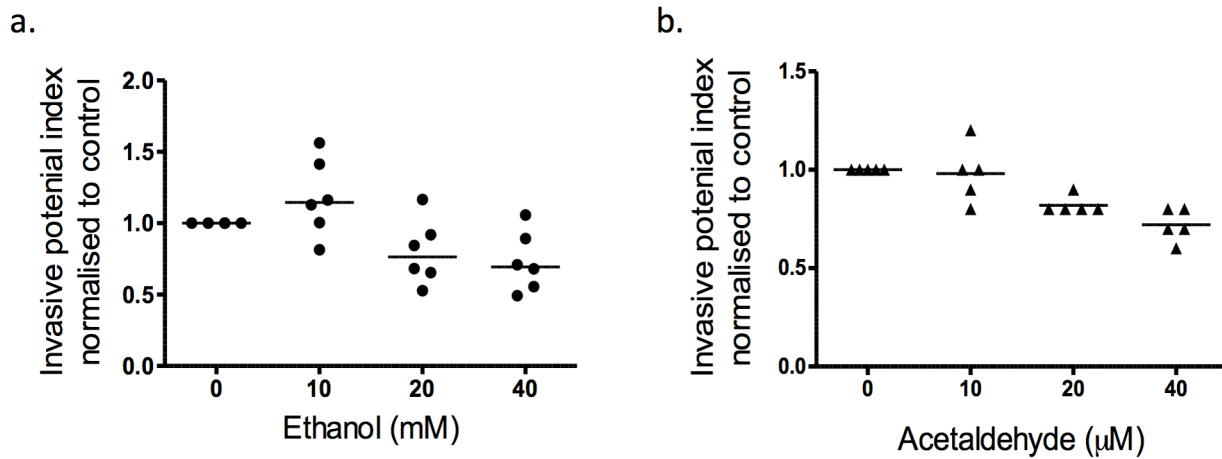 a.
Invasive potenial index
normalised to control
2.0
1.5
1.0
0.5
0.0
0 10 20 40
Ethanol (mM)
b.
Invasive potenial index
normalised to control
1.5
1.0
0.5
0.0
0 10 20 40
Acetaldehyde (μM)